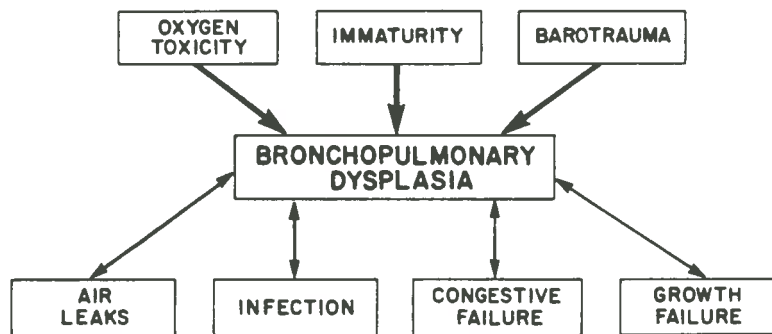 OXYGEN
TOXICITY
IMMATURITY
BAROTRAUMA
BRONCHOPULMONARY
DYSPLASIA
AIR
LEAKS
INFECTION
CONGESTIVE
FAILURE
GROWTH
FAILURE